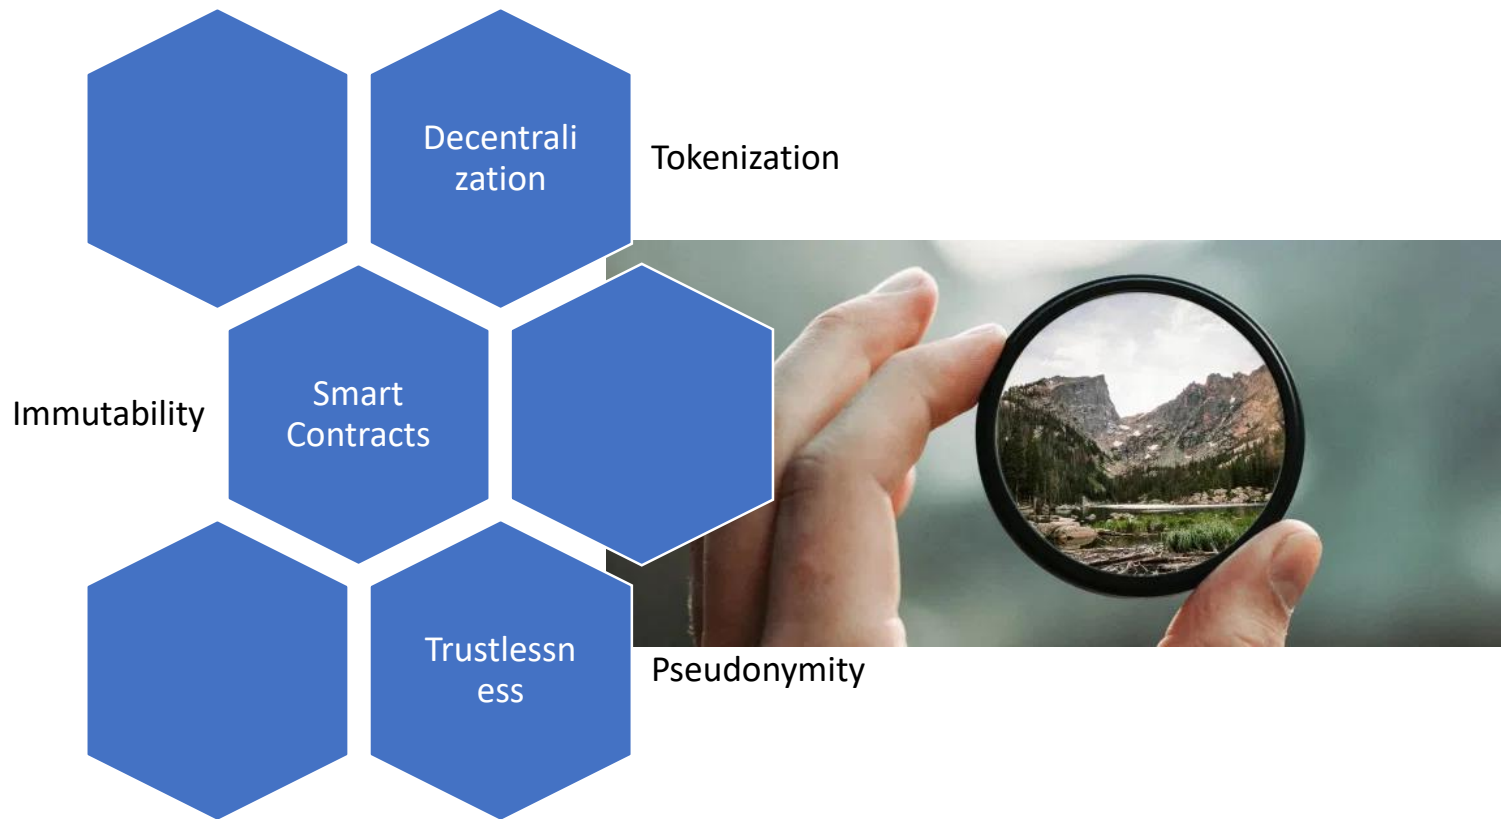 Decentrali
zation
Tokenization
Immutability
Smart
Contracts
Trustlessn
ess
Pseudonymity